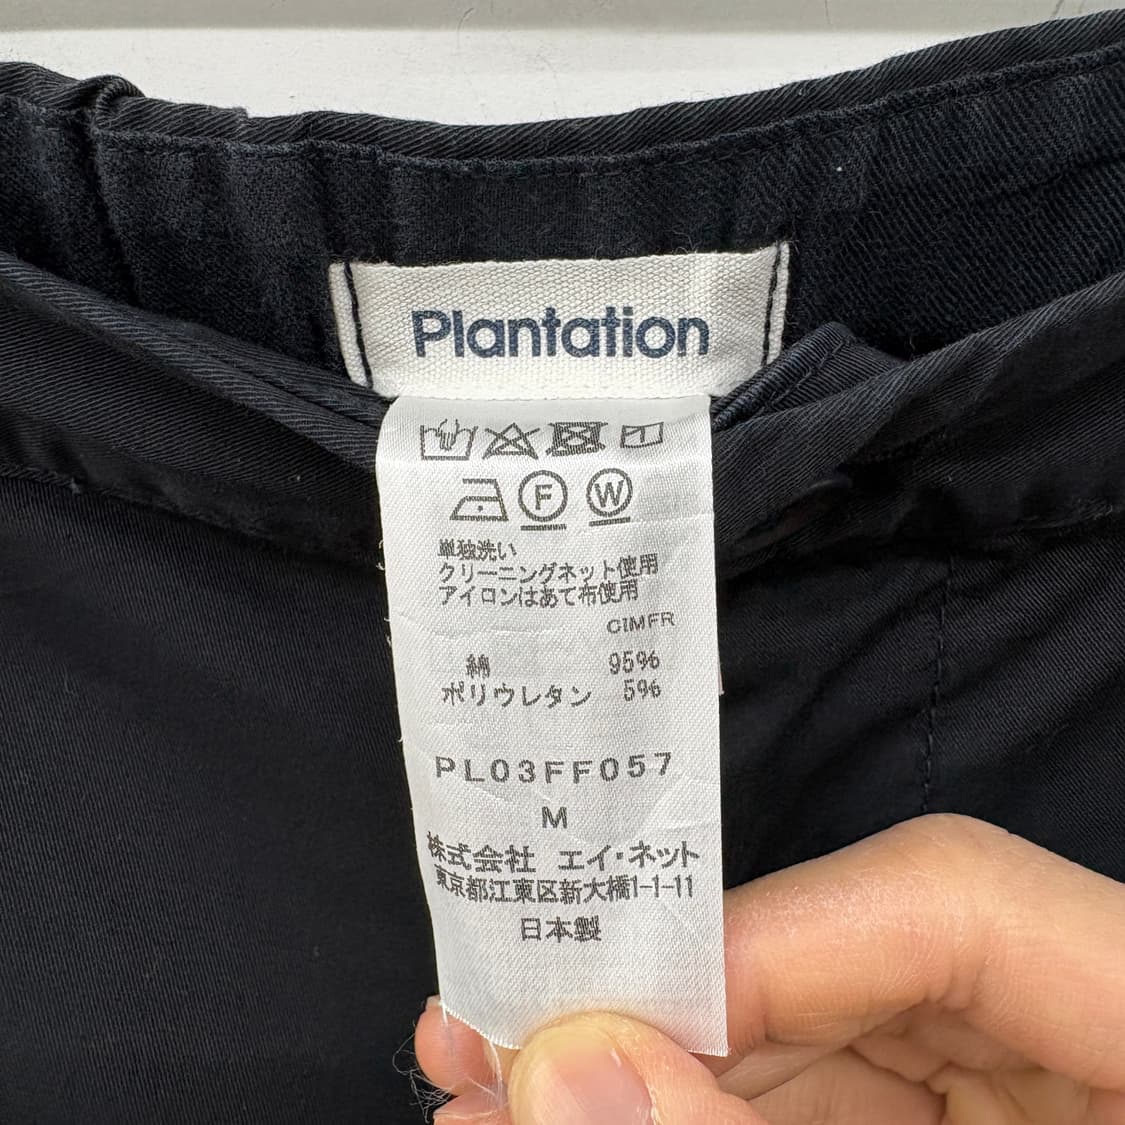 Plantation
F W
単独洗い
クリーニングネット使用
アイロンはあて布使用
CIMFR
綿 95%
ポリウレタン 5%
PL03FF057
M
株式会社 エイ・ネット
東京都江東区新大橋1-1-11
日本製